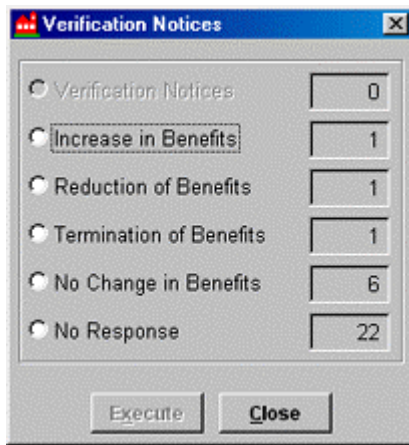 Verification Notices
Verification Notices 0
Increase in Benefits 1
Reduction of Benefits 1
Termination of Benefits 1
No Change in Benefits 6
No Response 22
Execute Close